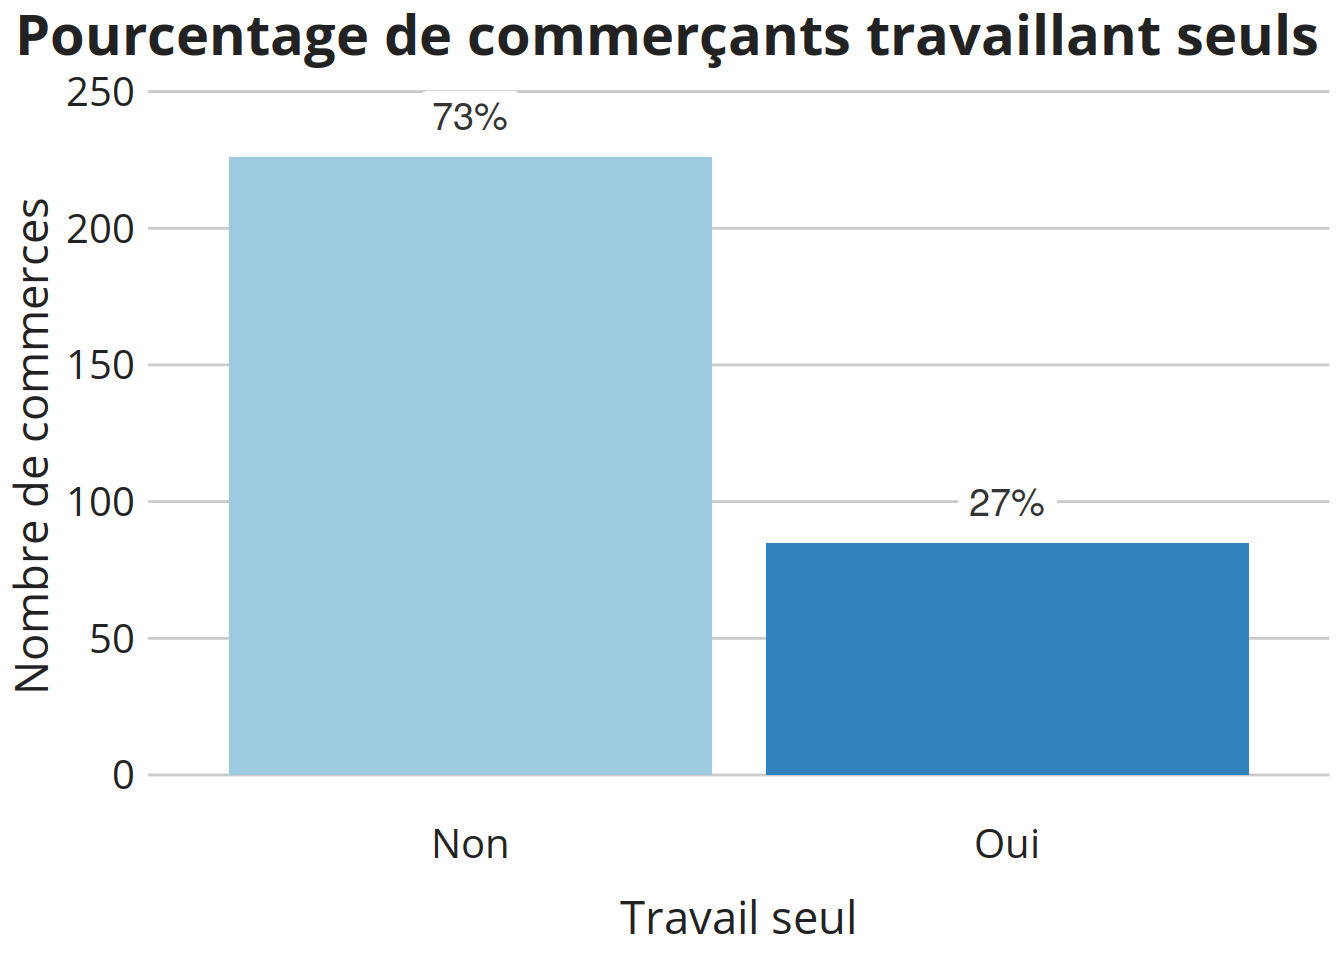 Pourcentage de commerçants travaillant seuls
Nombre de commerces
250
200
150
100
50
0
73%
27%
Non
Oui
Travail seul